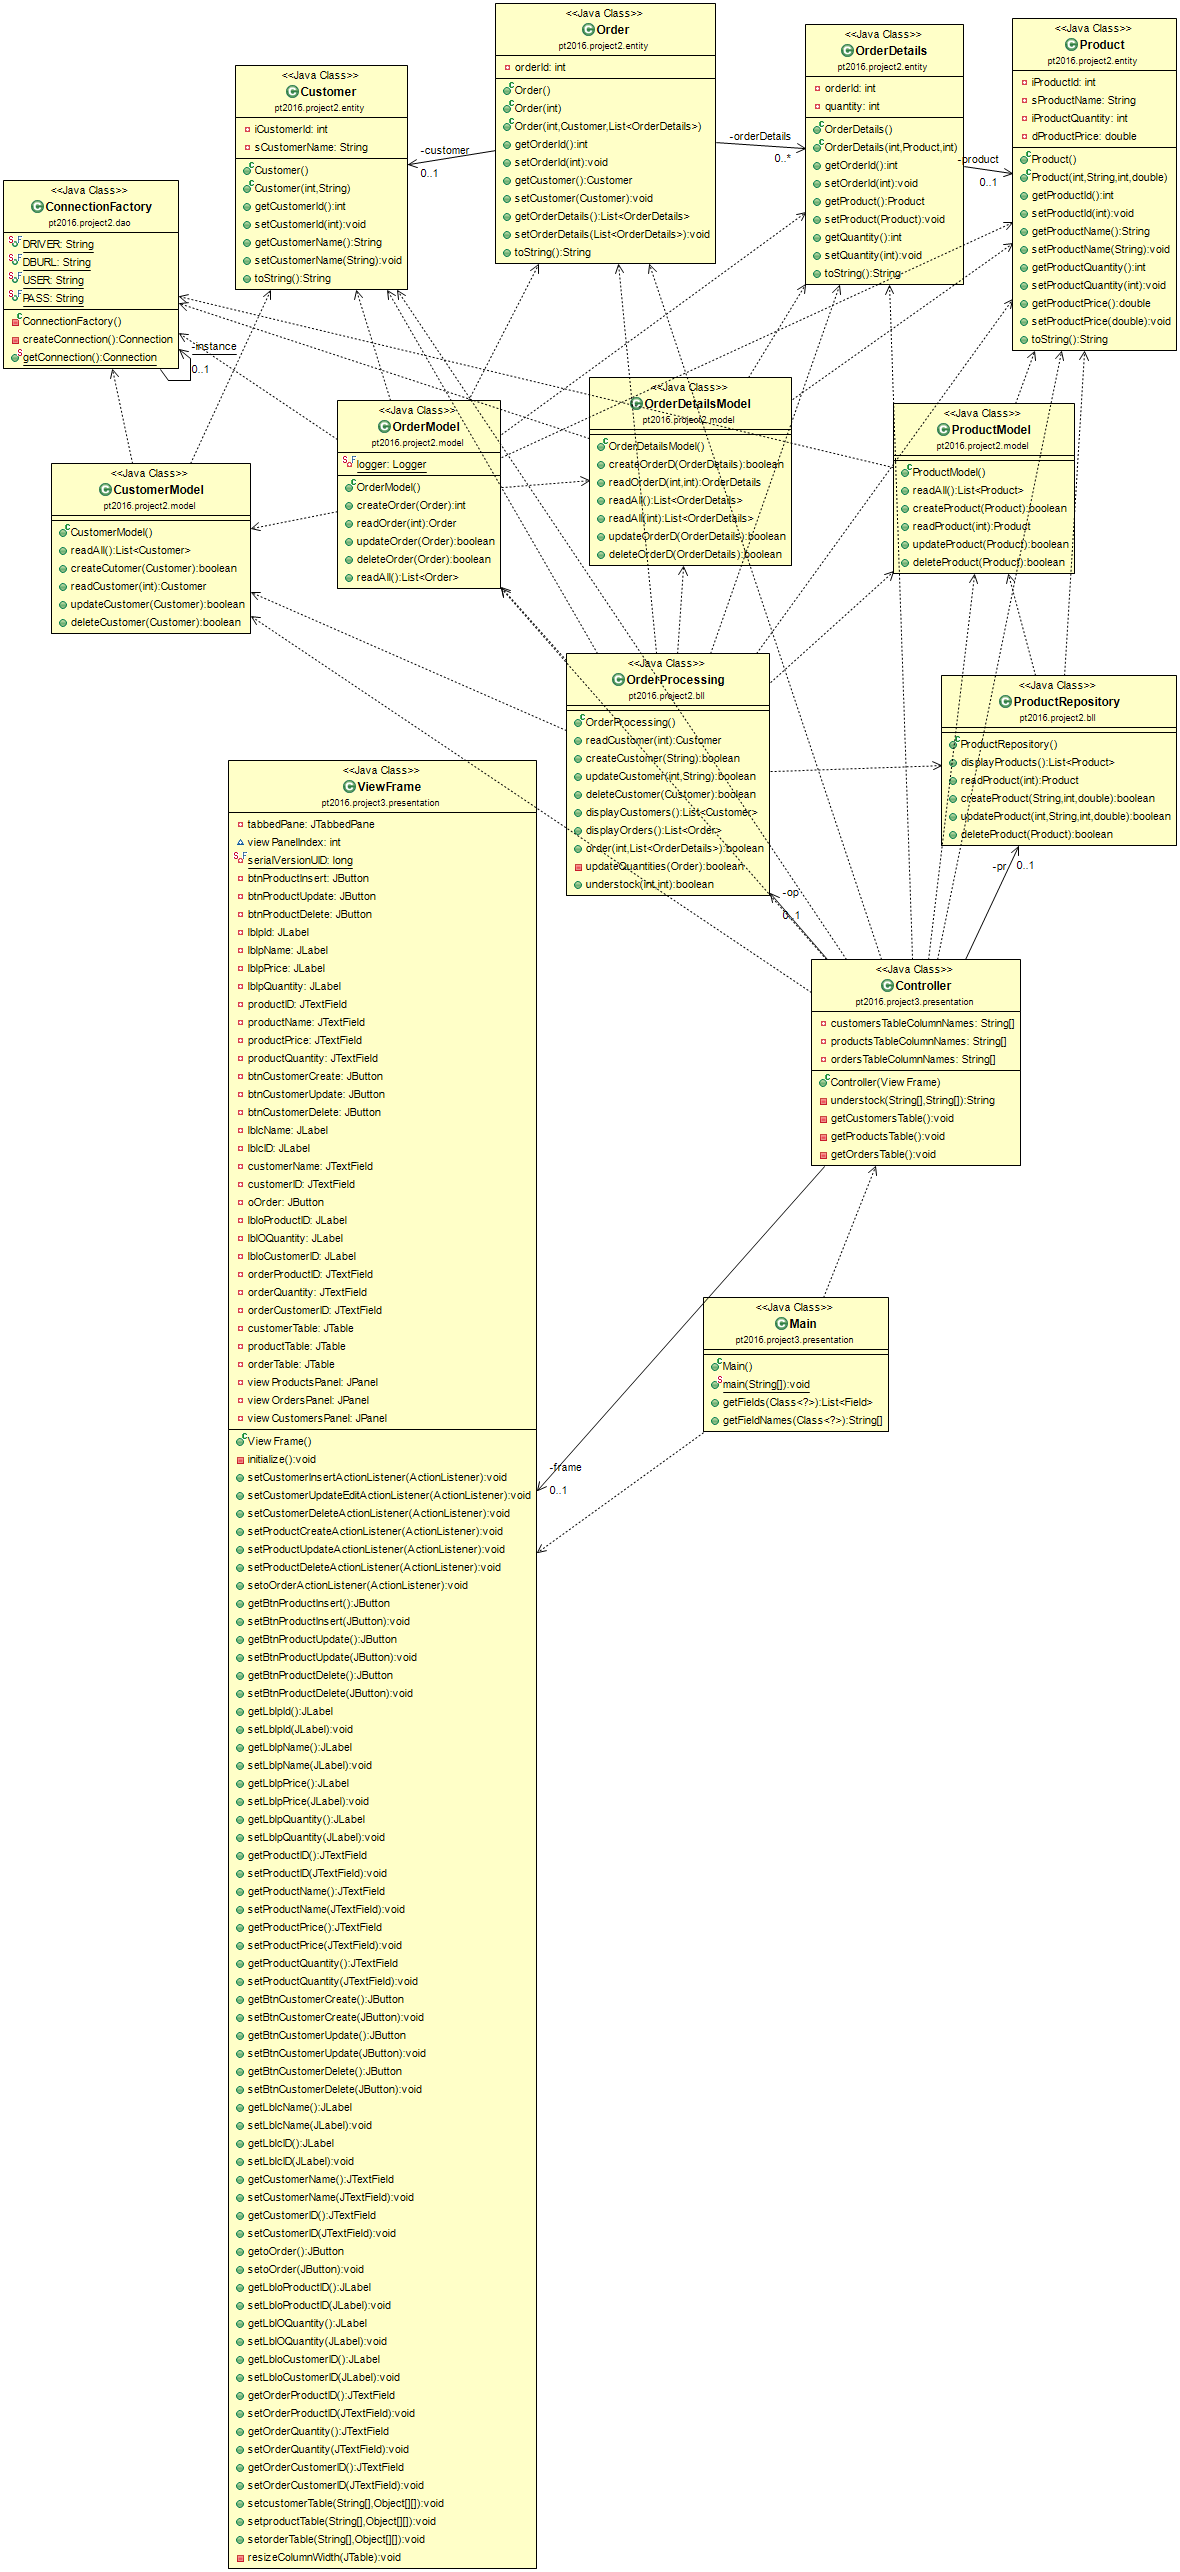 <<Java Class>>
Order
pt2016.project2.entity
orderId: int
Order()
Order(int)
Order(int,Customer,List<OrderDetails>)
getOrderId():int
setOrderId(int):void
getCustomer():Customer
setCustomer(Customer):void
getOrderDetails():List<OrderDetails>
setOrderDetails(List<OrderDetails>):void
toString():String
<<Java Class>>
OrderDetails
pt2016.project2.entity
orderId: int
quantity: int
OrderDetails()
OrderDetails(int,Product,int)
getOrderId():int
setOrderId(int):void
getProduct():Product
setProduct(Product):void
getQuantity():int
setQuantity(int):void
toString():String
<<Java Class>>
Product
pt2016.project2.entity
iProductId: int
sProductName: String
iProductQuantity: int
dProductPrice: double
Product()
Product(int,String,int,double)
getProductId():int
setProductId(int):void
getProductName():String
setProductName(String):void
getProductQuantity():int
setProductQuantity(int):void
getProductPrice():double
setProductPrice(double):void
toString():String
<<Java Class>>
Customer
pt2016.project2.entity
iCustomerId: int
sCustomerName: String
Customer()
Customer(int,String)
getCustomerId():int
setCustomerId(int):void
getCustomerName():String
setCustomerName(String):void
toString():String
-customer
0..1
-orderDetails
0..*
-product
0..1
<<Java Class>>
ConnectionFactory
pt2016.project2.dao
DRIVER: String
DBURL: String
USER: String
PASS: String
ConnectionFactory()
createConnection():Connection
getConnection():Connection
-instance
0..1
<<Java Class>>
OrderModel
pt2016.project2.model
logger: Logger
OrderModel()
createOrder(Order):int
readOrder(int):Order
updateOrder(Order):boolean
deleteOrder(Order):boolean
readAll():List<Order>
<<Java Class>>
OrderDetailsModel
pt2016.project2.model
OrderDetailsModel()
createOrderD(OrderDetails):boolean
readOrderD(int,int):OrderDetails
readAll():List<OrderDetails>
readAll(int):List<OrderDetails>
updateOrderD(OrderDetails):boolean
deleteOrderD(OrderDetails):boolean
<<Java Class>>
ProductModel
pt2016.project2.model
ProductModel()
readAll():List<Product>
createProduct(Product):boolean
readProduct(int):Product
updateProduct(Product):boolean
deleteProduct(Product):boolean
<<Java Class>>
CustomerModel
pt2016.project2.model
CustomerModel()
readAll():List<Customer>
createCutomer(Customer):boolean
readCustomer(int):Customer
updateCustomer(Customer):boolean
deleteCustomer(Customer):boolean
<<Java Class>>
OrderProcessing
pt2016.project2.bll
OrderProcessing()
readCustomer(int):Customer
createCustomer(String):boolean
updateCustomer(int,String):boolean
deleteCustomer(Customer):boolean
displayCustomers():List<Customer>
displayOrders():List<Order>
order(int,List<OrderDetails>):boolean
updateQuantities(Order):boolean
understock(int,int):boolean
<<Java Class>>
ProductRepository
pt2016.project2.bll
ProductRepository()
displayProducts():List<Product>
readProduct(int):Product
createProduct(String,int,double):boolean
updateProduct(int,String,int,double):boolean
deleteProduct(Product):boolean
-op
0..1
-pr
0..1
<<Java Class>>
Controller
pt2016.project3.presentation
customersTableColumnNames: String[]
productsTableColumnNames: String[]
ordersTableColumnNames: String[]
Controller(ViewFrame)
understock(String[],String[]):String
getCustomersTable():void
getProductsTable():void
getOrdersTable():void
<<Java Class>>
Main
pt2016.project3.presentation
Main()
main(String[]):void
getFields(Class<?>):List<Field>
getFieldNames(Class<?>):String[]
-frame
0..1
<<Java Class>>
ViewFrame
pt2016.project3.presentation
tabbedPane: JTabbedPane
viewPanelIndex: int
serialVersionUID: long
btnProductInsert: JButton
btnProductUpdate: JButton
btnProductDelete: JButton
lblpId: JLabel
lblpName: JLabel
lblpPrice: JLabel
lblpQuantity: JLabel
productID: JTextField
productName: JTextField
productPrice: JTextField
productQuantity: JTextField
btnCustomerCreate: JButton
btnCustomerUpdate: JButton
btnCustomerDelete: JButton
lblcName: JLabel
lblcID: JLabel
customerName: JTextField
customerID: JTextField
oOrder: JButton
lbloProductID: JLabel
lblOQuantity: JLabel
lbloCustomerID: JLabel
orderProductID: JTextField
orderQuantity: JTextField
orderCustomerID: JTextField
customerTable: JTable
productTable: JTable
orderTable: JTable
viewProductsPanel: JPanel
viewOrdersPanel: JPanel
viewCustomersPanel: JPanel
ViewFrame()
initialize():void
setCustomerInsertActionListener(ActionListener):void
setCustomerUpdateEditActionListener(ActionListener):void
setCustomerDeleteActionListener(ActionListener):void
setProductCreateActionListener(ActionListener):void
setProductUpdateActionListener(ActionListener):void
setProductDeleteActionListener(ActionListener):void
setoOrderActionListener(ActionListener):void
getBtnProductInsert():JButton
setBtnProductInsert(JButton):void
getBtnProductUpdate():JButton
setBtnProductUpdate(JButton):void
getBtnProductDelete():JButton
setBtnProductDelete(JButton):void
getLblpId():JLabel
setLblpId(JLabel):void
getLblpName():JLabel
setLblpName(JLabel):void
getLblpPrice():JLabel
setLblpPrice(JLabel):void
getLblpQuantity():JLabel
setLblpQuantity(JLabel):void
getProductID():JTextField
setProductID(JTextField):void
getProductName():JTextField
setProductName(JTextField):void
getProductPrice():JTextField
setProductPrice(JTextField):void
getProductQuantity():JTextField
setProductQuantity(JTextField):void
getBtnCustomerCreate():JButton
setBtnCustomerCreate(JButton):void
getBtnCustomerUpdate():JButton
setBtnCustomerUpdate(JButton):void
getBtnCustomerDelete():JButton
setBtnCustomerDelete(JButton):void
getLblcName():JLabel
setLblcName(JLabel):void
getLblcID():JLabel
setLblcID(JLabel):void
getCustomerName():JTextField
setCustomerName(JTextField):void
getCustomerID():JTextField
setCustomerID(JTextField):void
getoOrder():JButton
setoOrder(JButton):void
getLbloProductID():JLabel
setLbloProductID(JLabel):void
getLblOQuantity():JLabel
setLblOQuantity(JLabel):void
getLbloCustomerID():JLabel
setLbloCustomerID(JLabel):void
getOrderProductID():JTextField
setOrderProductID(JTextField):void
getOrderQuantity():JTextField
setOrderQuantity(JTextField):void
getOrderCustomerID():JTextField
setOrderCustomerID(JTextField):void
setcustomerTable(String[],Object[][]):void
setproductTable(String[],Object[][]):void
setorderTable(String[],Object[][]):void
resizeColumnWidth(JTable):void